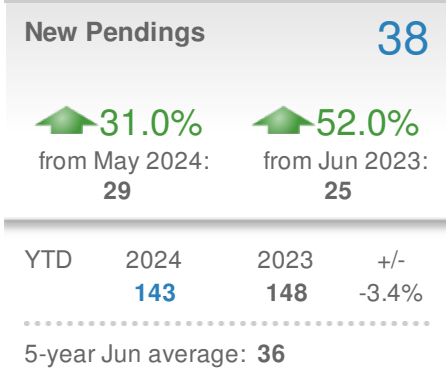 New Pendings 38
31.0% 52.0%
from May 2024: from Jun 2023:
29 25
YTD 2024 2023 +/-
143 148 -3.4%
5-year Jun average: 36